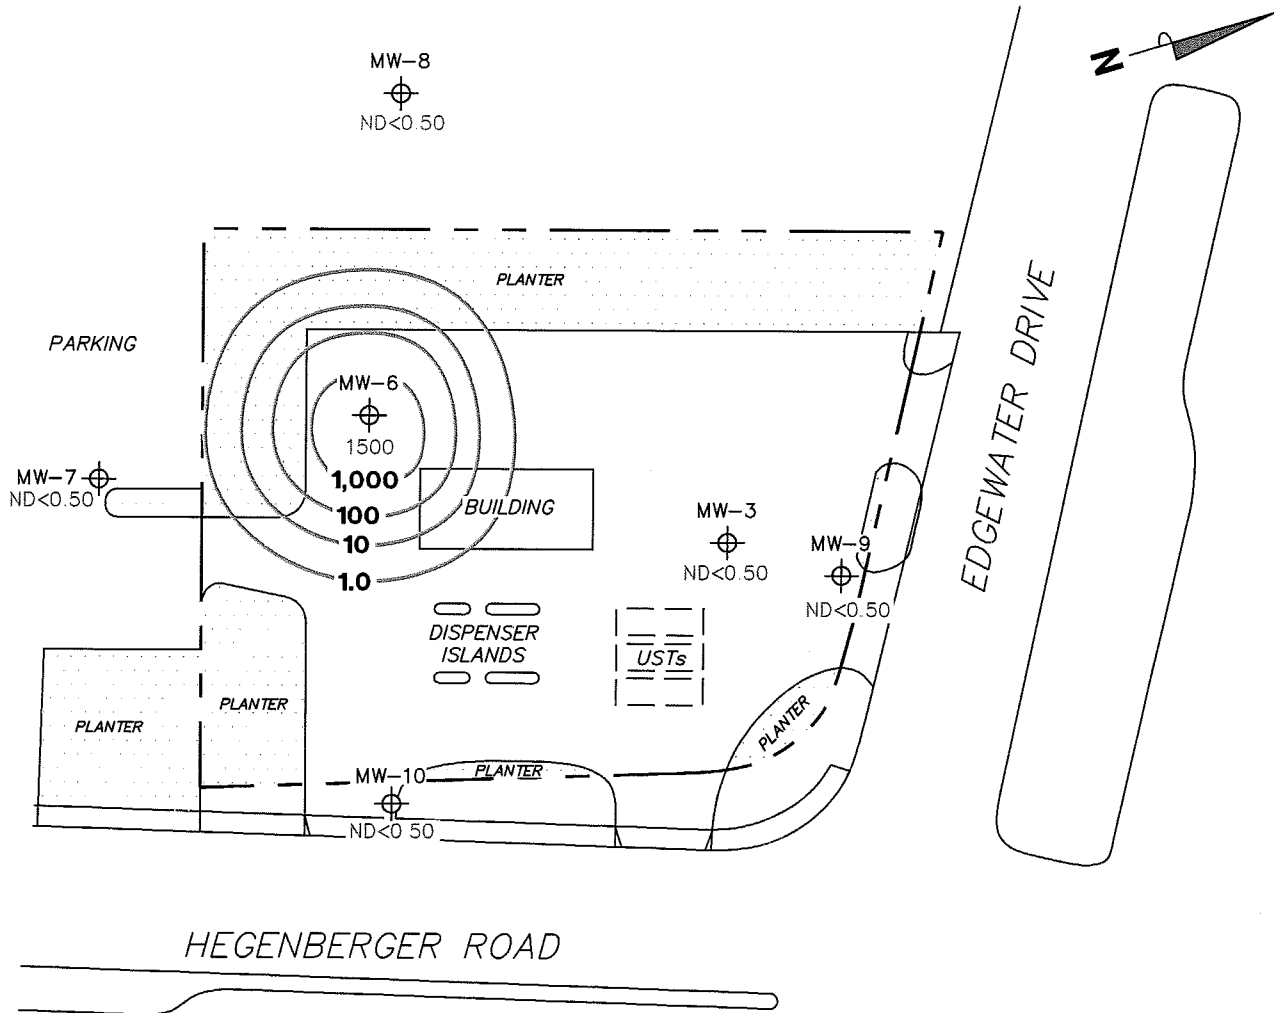 MW-8
ND<0.50
N
PLANTER
PARKING
EDGEWATER DRIVE
MW-6
1500
MW-7
ND<0.50
1,000
100
10
1.0
BUILDING
MW-3
ND<0.50
MW-9
ND<0.50
DISPENSER
ISLANDS
USTs
PLANTER
PLANTER
PLANTER
PLANTER
MW-10
ND<0 50
HEGENBERGER ROAD